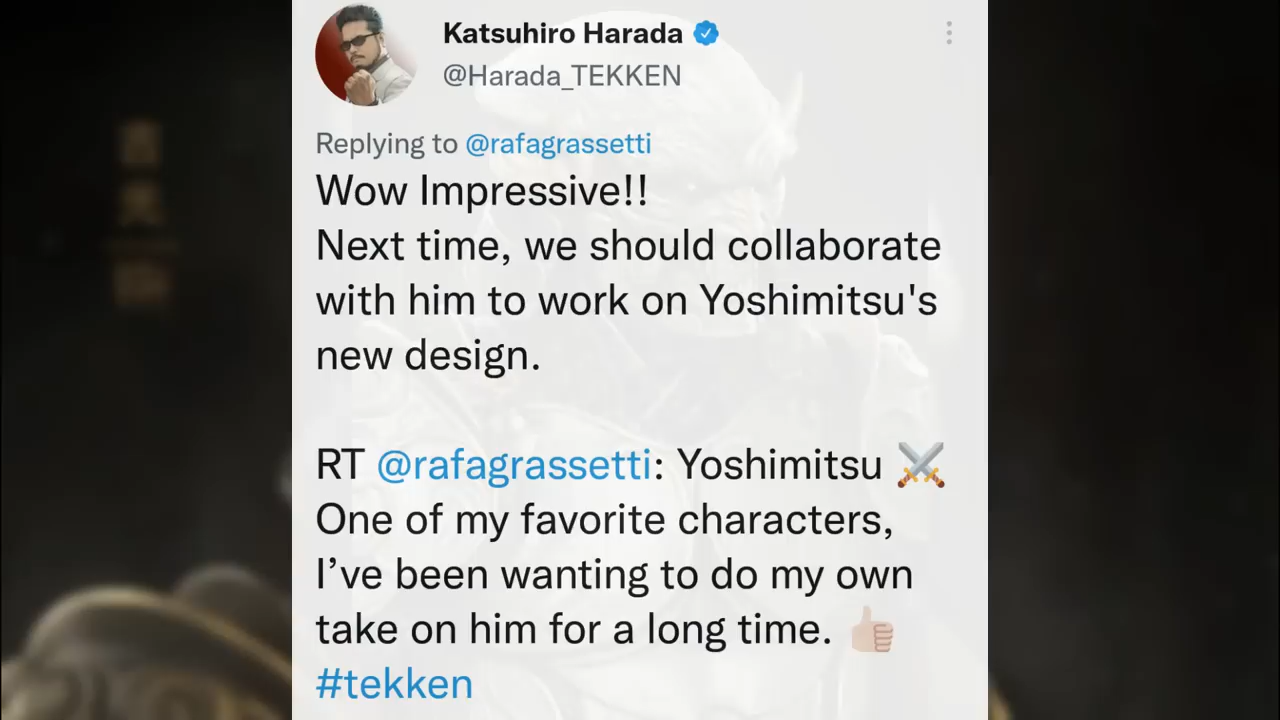 Katsuhiro Harada
@Harada_TEKKEN
Replying to @rafagrassetti
Wow Impressive!!
Next time, we should collaborate
with him to work on Yoshimitsu's
new design.
RT @rafagrassetti: Yoshimitsu ⚔️
One of my favorite characters,
I’ve been wanting to do my own
take on him for a long time. 👍🏼
#tekken